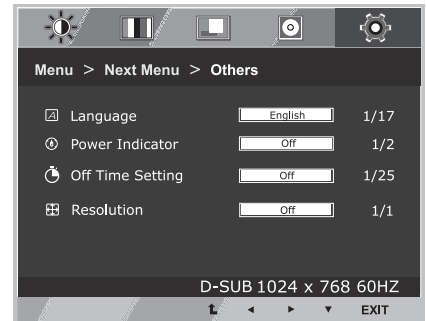 Menu > Next Menu > Others
Language English 1/17
Power Indicator Off 1/2
Off Time Setting Off 1/25
Resolution Off 1/1
D-SUB 1024 x 768 60HZ
EXIT